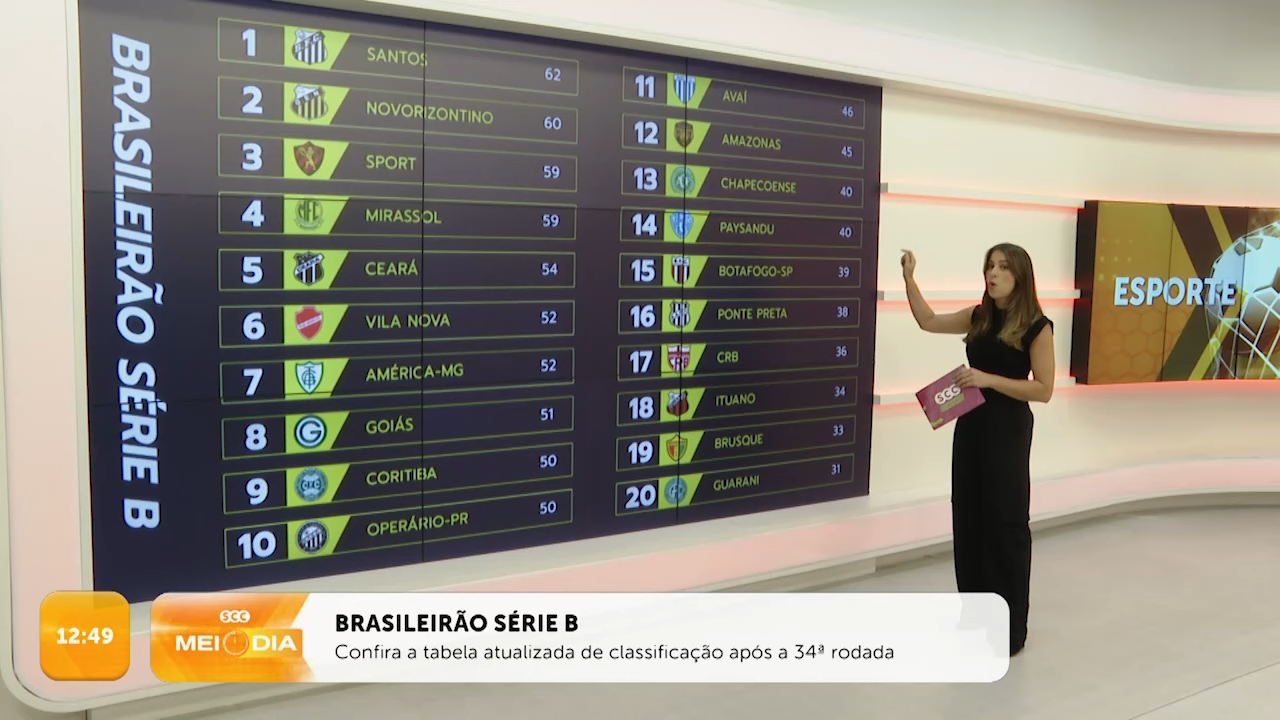 BRASILEIRÃO SÉRIE B
1 SANTOS 62
2 NOVORIZONTINO 60
3 SPORT 59
4 MIRASSOL 59
5 CEARÁ 54
6 VILA NOVA 52
7 AMÉRICA-MG 52
8 GOIÁS 51
9 CORITIBA 50
10 OPERÁRIO-PR 50
11 AVAÍ 46
12 AMAZONAS 45
13 CHAPECOENSE 40
14 PAYSANDU 40
15 BOTAFOGO-SP 39
16 PONTE PRETA 38
17 CRB 36
18 ITUANO 34
19 BRUSQUE 33
20 GUARANI 31
ESPORTE
SCC
12:49
SCC
MEIO DIA
BRASILEIRÃO SÉRIE B
Confira a tabela atualizada de classificação após a 34ª rodada